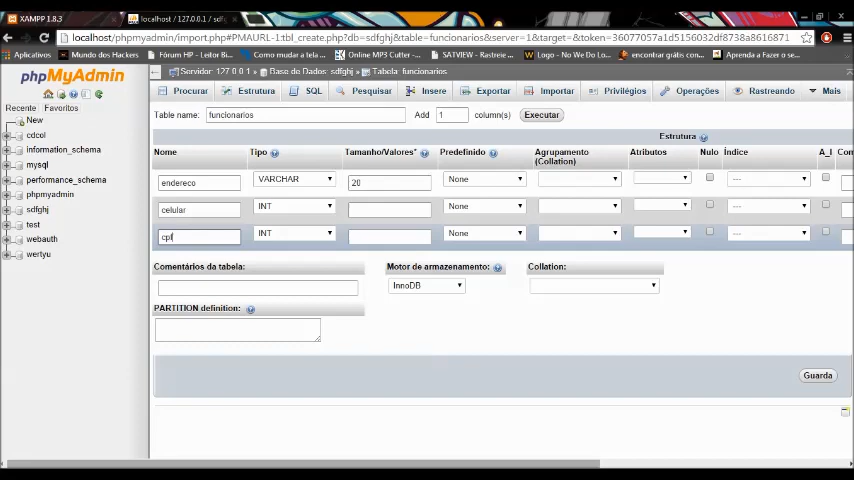 XAMPP 1.8.3
localhost / 127.0.0.1 / sdf
localhost/phpmyadmin/import.php#PMAURL-1:tbl_create.php?db=sdfghj&table=funcionarios&server=1&target=&token=36077057a1d5156032df8738a8616871
Aplicativos
Mundo dos Hackers
Fórum HP - Leitor Bi
Como mudar a tela ...
Online MP3 Cutter -...
SATVIEW - Rastreie ..
Logo - No We Do Lo...
encontrar grátis con...
Aprenda a Fazer o se...
phpMyAdmin
Recente Favoritos
New
cdcol
information_schema
mysql
performance_schema
phpmyadmin
sdfghj
test
webauth
wertyu
Servidor: 127.0.0.1 » Base de Dados: sdfghj » Tabela: funcionarios
Procurar Estrutura SQL Pesquisar Insere Exportar Importar Privilégios Operações Rastreando Mais
Table name: funcionarios Add 1 column(s) Executar
Estrutura
Nome Tipo Tamanho/Valores* Predefinido Agrupamento (Collation) Atributos Nulo Índice A_I Com
endereco VARCHAR 20 None ---
celular INT None ---
cpf INT None ---
Comentários da tabela: Motor de armazenamento: Collation:
InnoDB
PARTITION definition:
Guarda